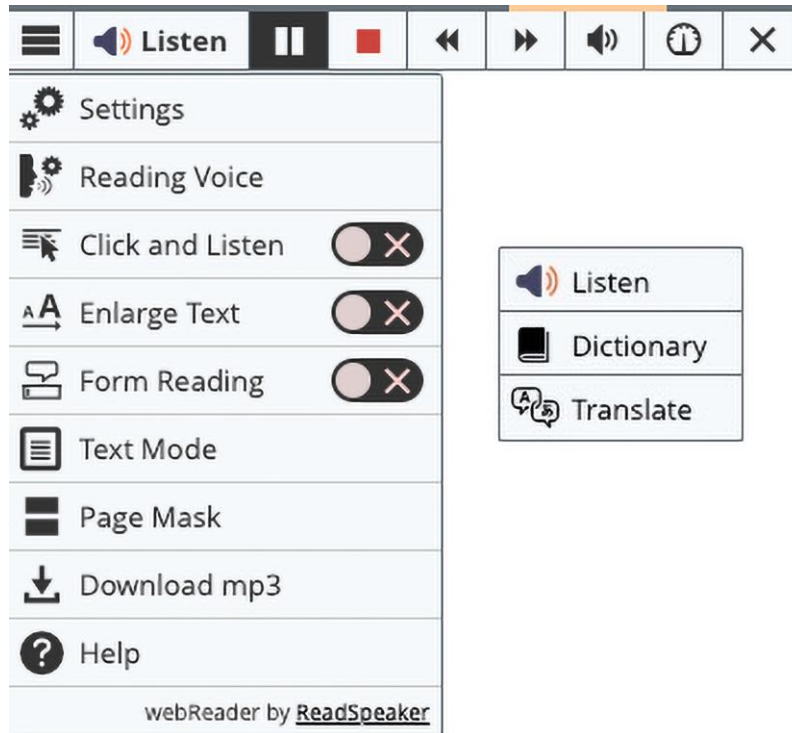 Listen
Settings
Reading Voice
Click and Listen
Enlarge Text
Form Reading
Text Mode
Page Mask
Download mp3
Help
webReader by ReadSpeaker
Listen
Dictionary
Translate